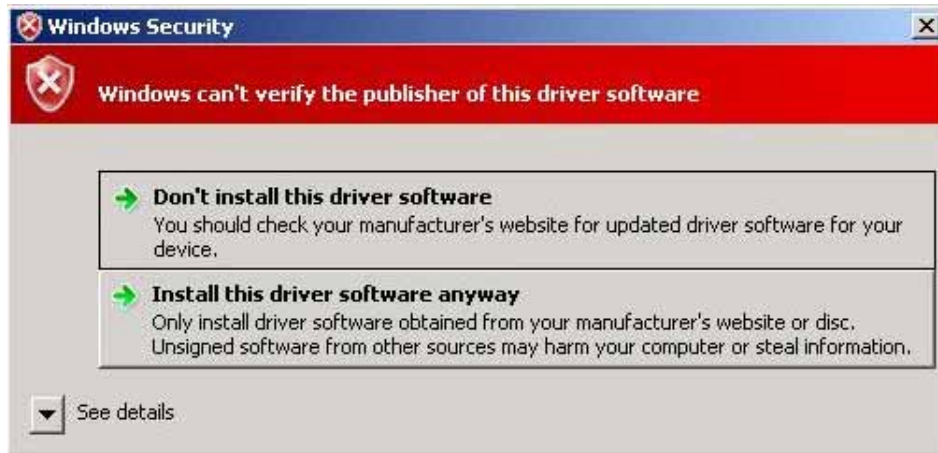 Windows Security
Windows can't verify the publisher of this driver software
Don't install this driver software
You should check your manufacturer's website for updated driver software for your
device.
Install this driver software anyway
Only install driver software obtained from your manufacturer's website or disc.
Unsigned software from other sources may harm your computer or steal information.
See details